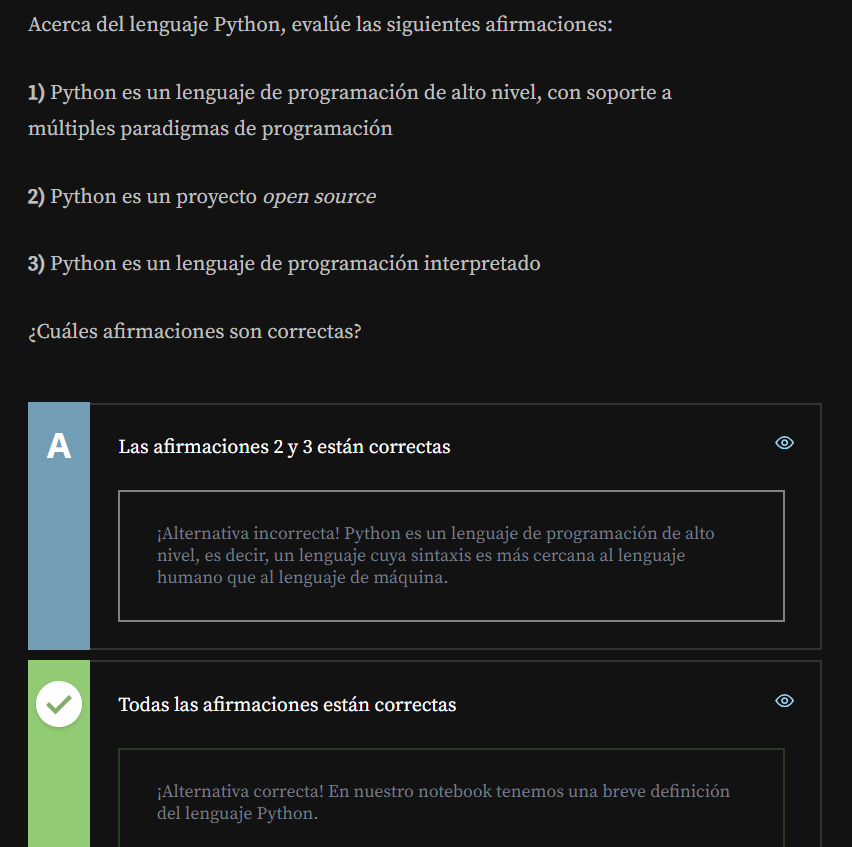 Acerca del lenguaje Python, evalúe las siguientes afirmaciones:
1) Python es un lenguaje de programación de alto nivel, con soporte a
múltiples paradigmas de programación
2) Python es un proyecto open source
3) Python es un lenguaje de programación interpretado
¿Cuáles afirmaciones son correctas?
A
Las afirmaciones 2 y 3 están correctas
¡Alternativa incorrecta! Python es un lenguaje de programación de alto
nivel, es decir, un lenguaje cuya sintaxis es más cercana al lenguaje
humano que al lenguaje de máquina.
Todas las afirmaciones están correctas
¡Alternativa correcta! En nuestro notebook tenemos una breve definición
del lenguaje Python.